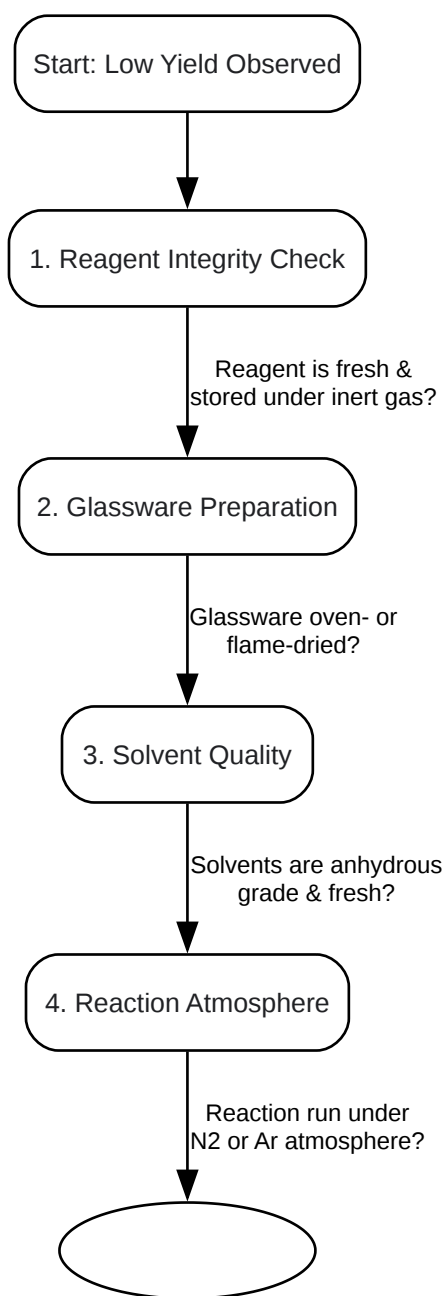 Start: Low Yield Observed
1. Reagent Integrity Check
Reagent is fresh &
stored under inert gas?
2. Glassware Preparation
Glassware oven- or
flame-dried?
3. Solvent Quality
Solvents are anhydrous
grade & fresh?
4. Reaction Atmosphere
Reaction run under
N2 or Ar atmosphere?